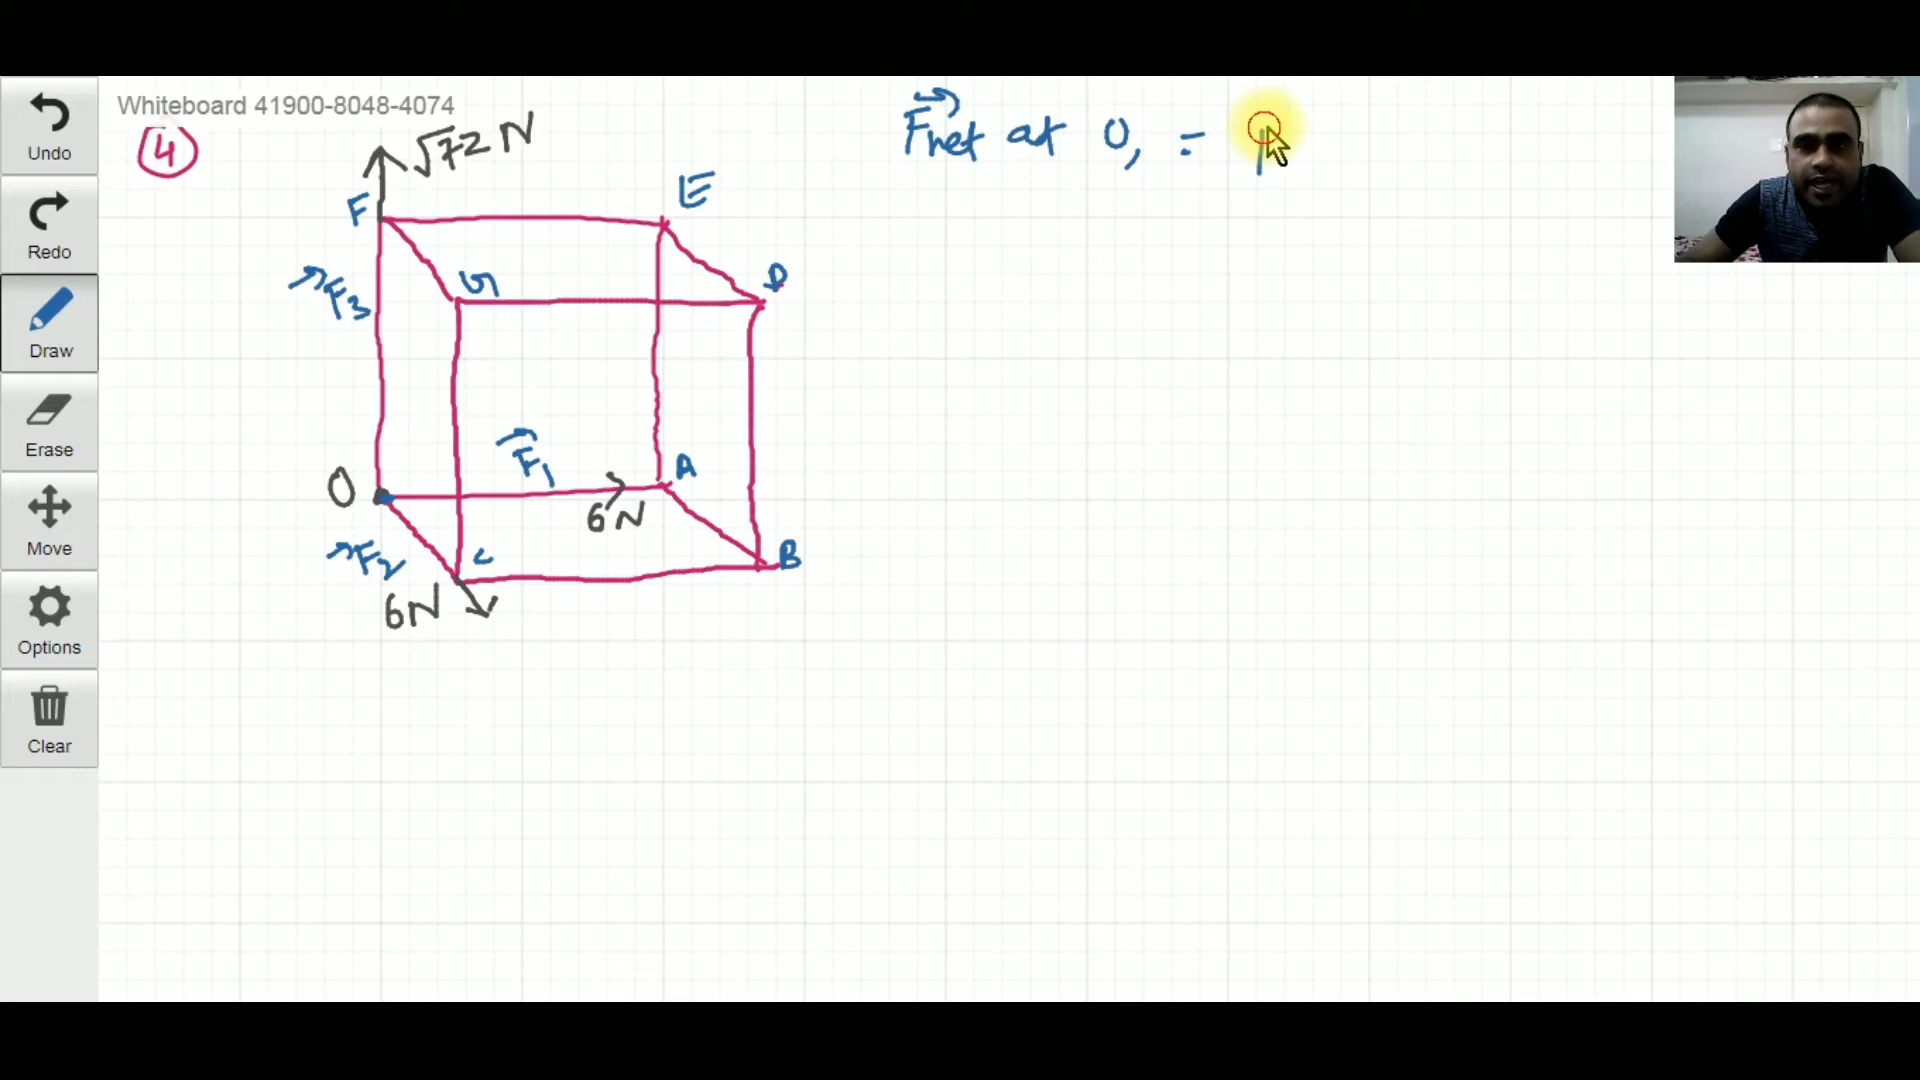 Undo
Redo
Draw
Erase
Move
Options
Clear
Whiteboard 41900-8048-4074
4
√72 N
F
E
G
D
F3
F1
O
A
6N
F2
C
B
6N
Fnet at O, =